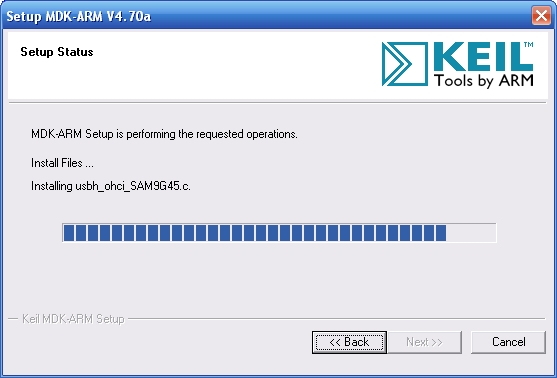 Setup MDK-ARM V4.70a
Setup Status
KEIL™
Tools by ARM
MDK-ARM Setup is performing the requested operations.
Install Files ...
Installing usbh_ohci_SAM9G45.c.
Keil MDK-ARM Setup
<< Back Next >> Cancel